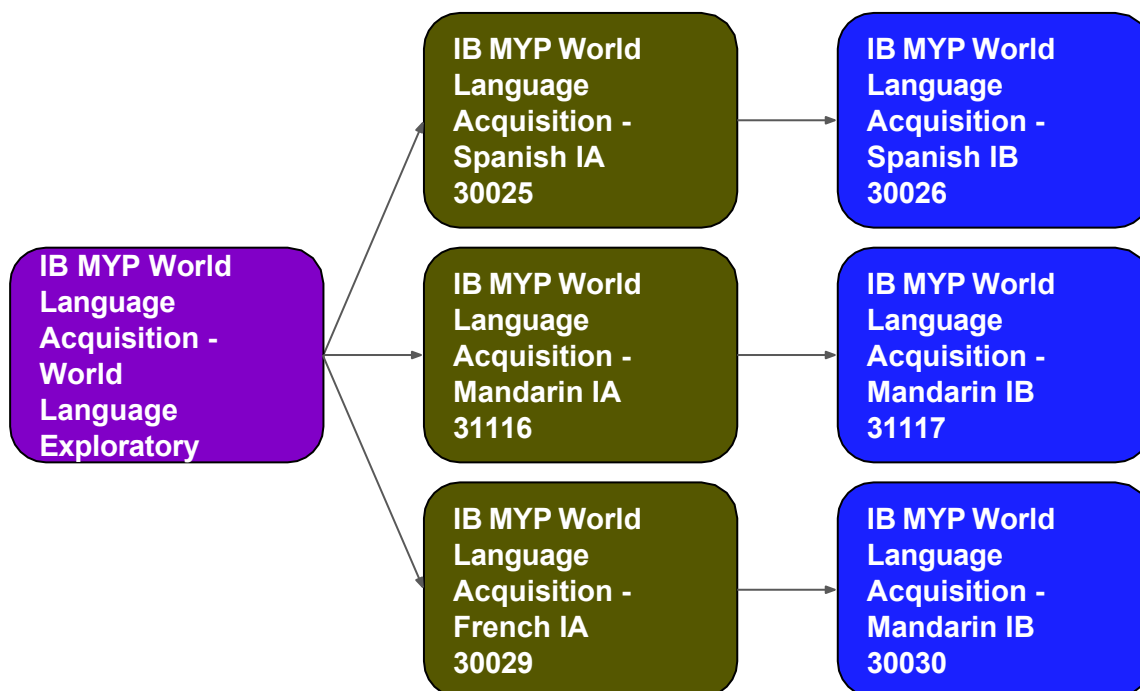 IB MYP World
Language
Acquisition -
World
Language
Exploratory
IB MYP World
Language
Acquisition -
Spanish IA
30025
IB MYP World
Language
Acquisition -
Spanish IB
30026
IB MYP World
Language
Acquisition -
Mandarin IA
31116
IB MYP World
Language
Acquisition -
Mandarin IB
31117
IB MYP World
Language
Acquisition -
French IA
30029
IB MYP World
Language
Acquisition -
Mandarin IB
30030